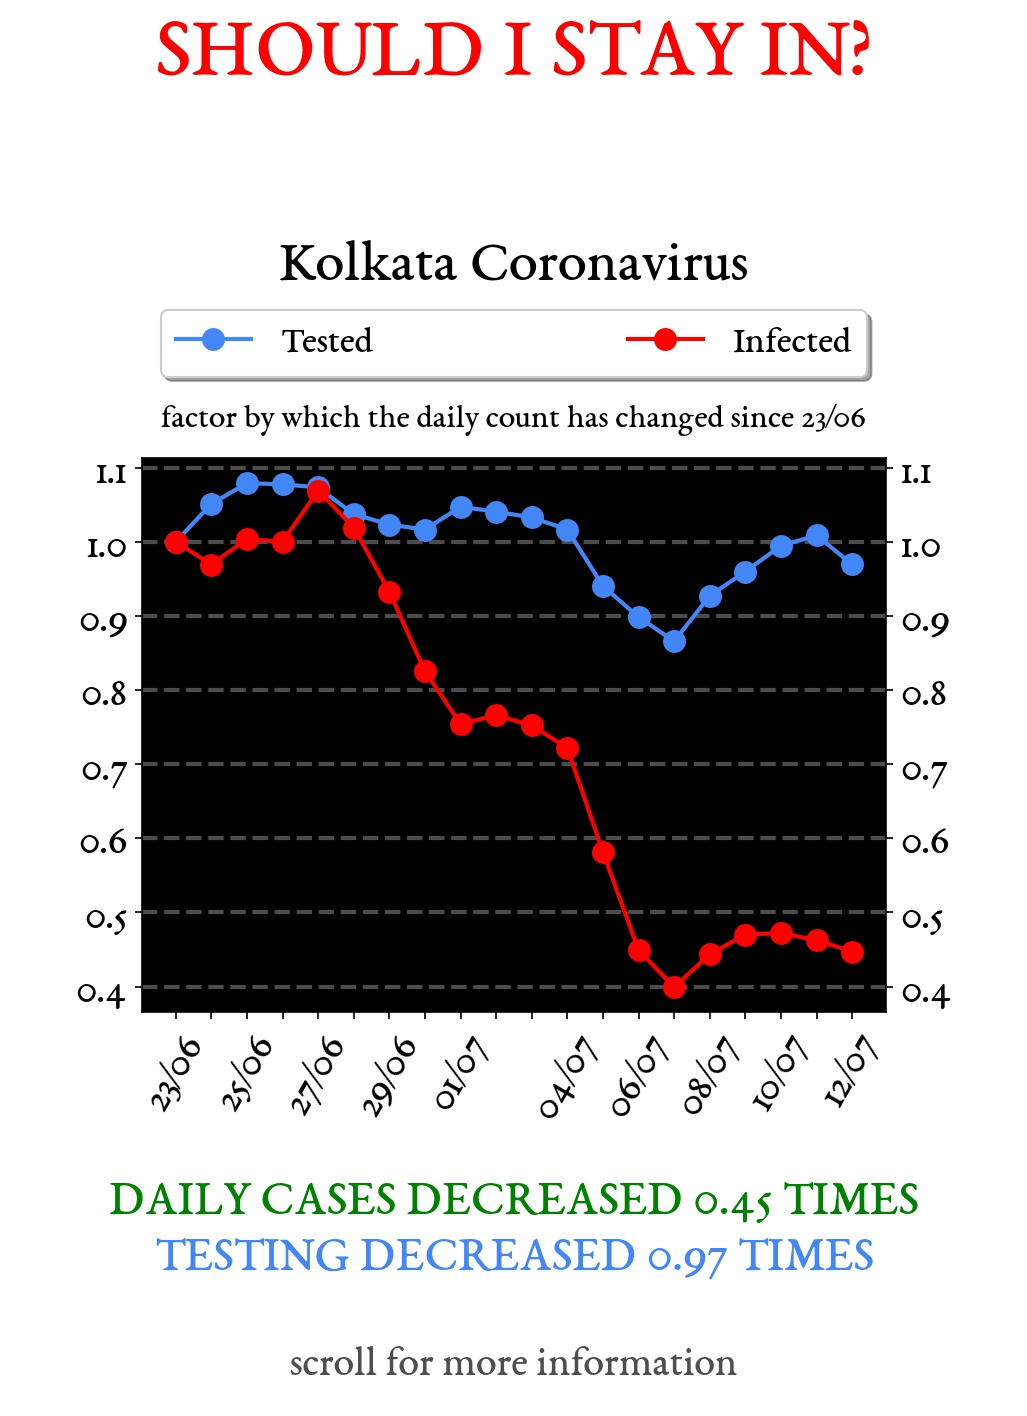 SHOULD I STAY IN?
Kolkata Coronavirus
Tested Infected
factor by which the daily count has changed since 23/06
1.1 1.1
1.0 1.0
0.9 0.9
0.8 0.8
0.7 0.7
0.6 0.6
0.5 0.5
0.4 0.4
23/06 25/06 27/06 29/06 01/07 04/07 06/07 08/07 10/07 12/07
DAILY CASES DECREASED 0.45 TIMES
TESTING DECREASED 0.97 TIMES
scroll for more information